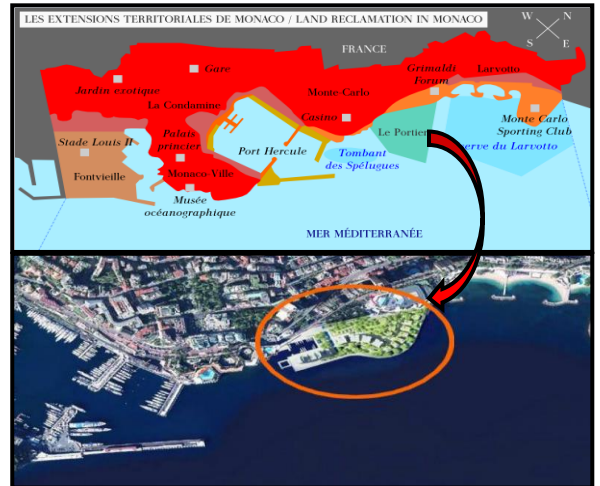 LES EXTENSIONS TERRITORIALES DE MONACO / LAND RECLAMATION IN MONACO
W N
S E
FRANCE
Gare
Jardin exotique
Grimaldi
Forum
Larvotto
La Condamine
Monte-Carlo
Casino
Monte Carlo
Sporting Club
Stade Louis II
Palais
princier
Port Hercule
Le Portier
erve du Larvotto
Tombant
des Spélugues
Fontvieille
Monaco-Ville
Musée
océanographique
MER MÉDITERRANÉE